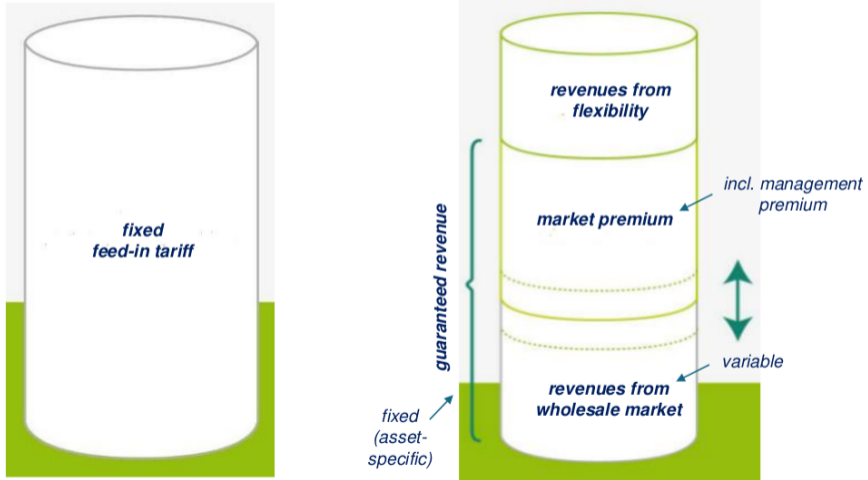 fixed
feed-in tariff
revenues from
flexibility
market premium
incl. management
premium
guaranteed revenue
variable
revenues from
wholesale market
fixed
(asset-
specific)